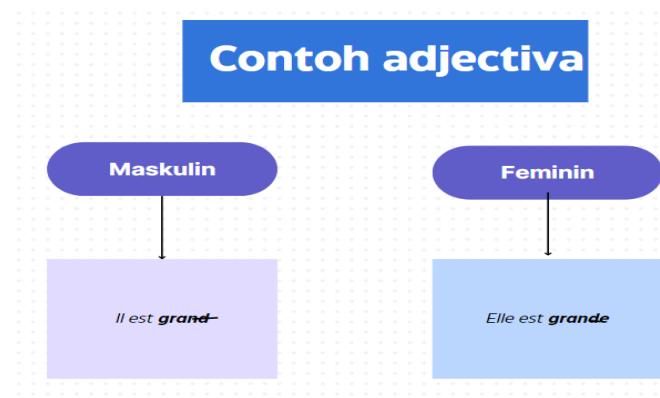 Contoh adjectiva
Maskulin
Feminin
Il est grand
Elle est grande